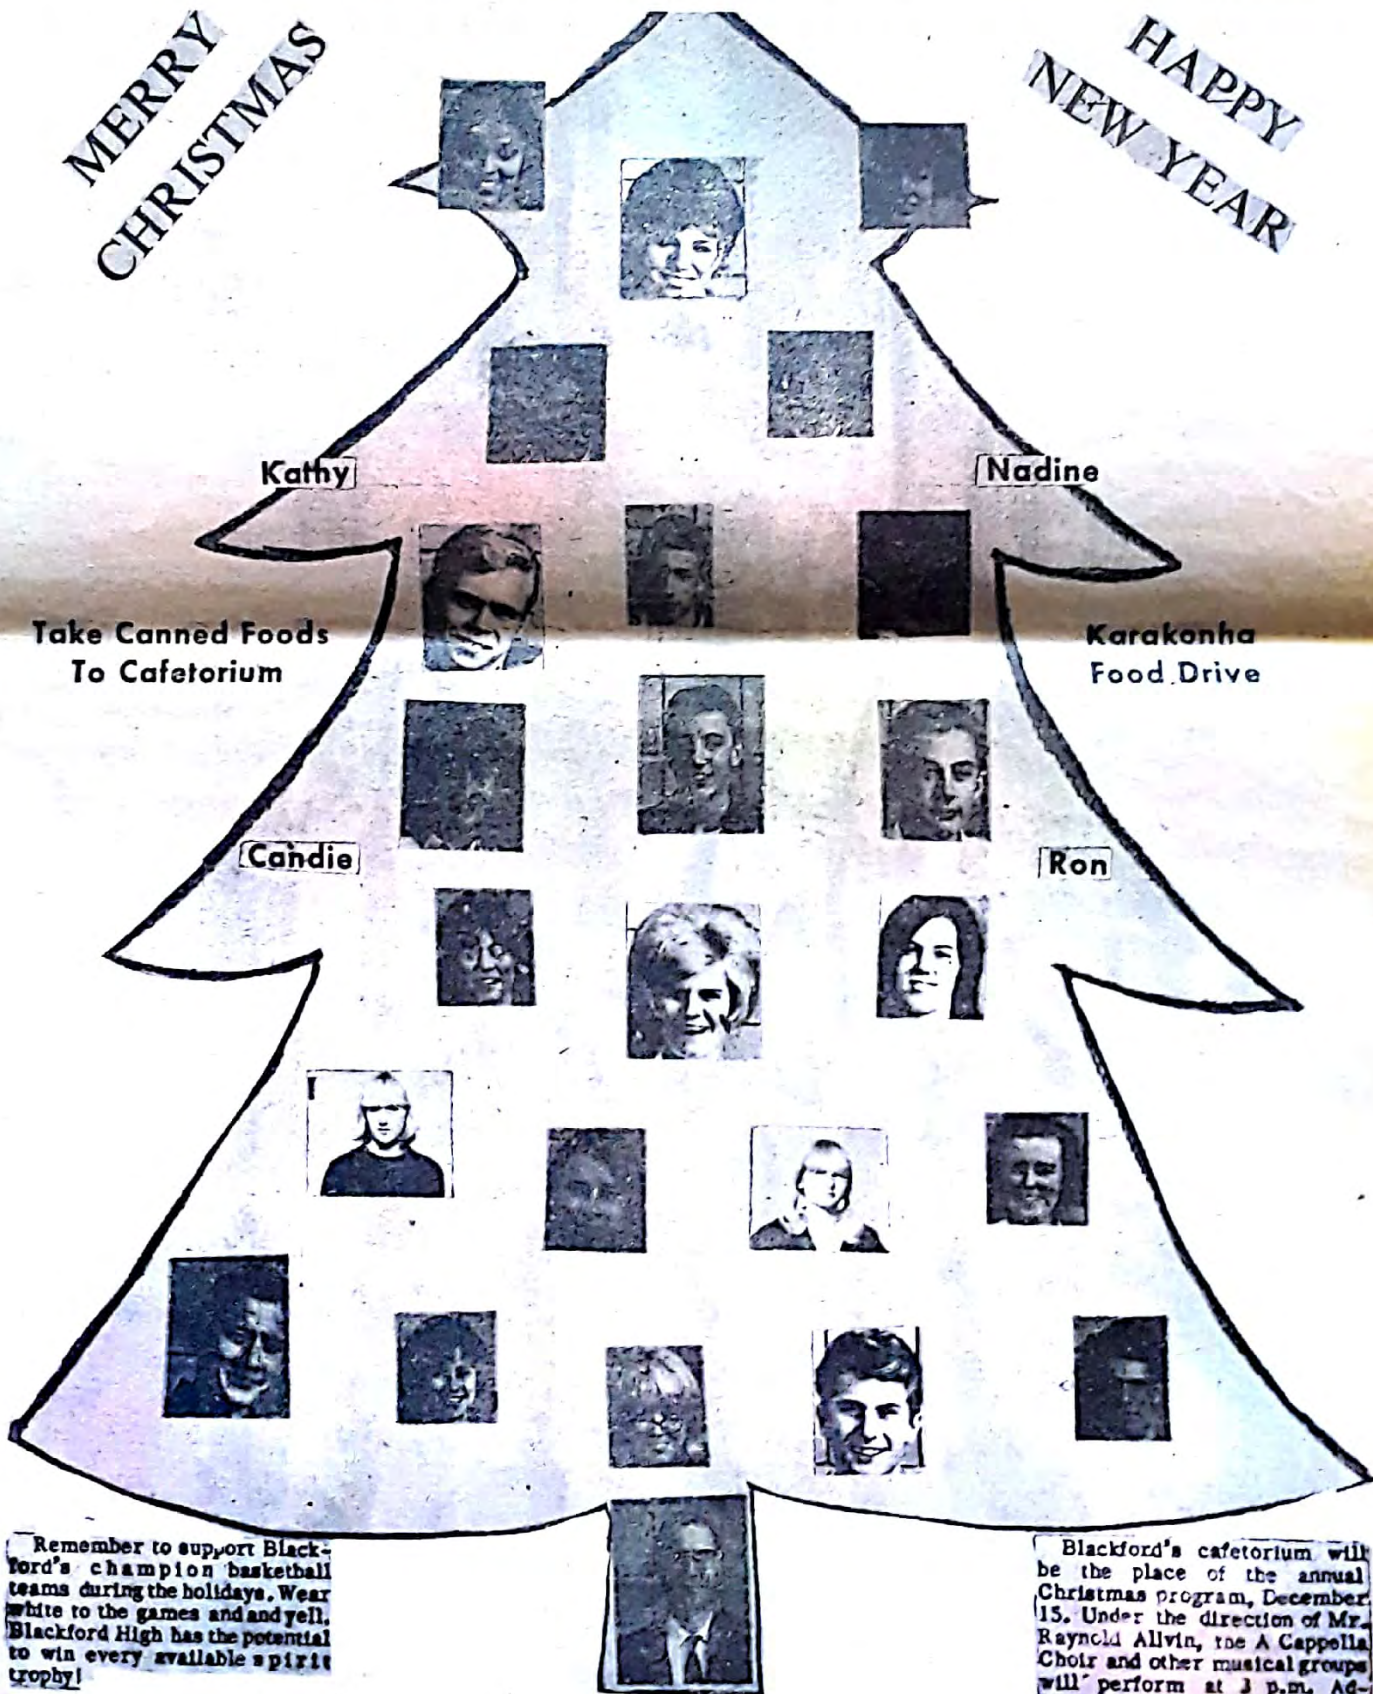 MERRY
CHRISTMAS
HAPPY
NEW YEAR
Kathy
Nadine
Take Canned Foods
To Cafetorium
Karakonha
Food Drive
Candie
Ron
Remember to support Black-
ford's champion basketball
teams during the holidays. Wear
white to the games and and yell.
Blackford High has the potential
to win every available spirit
trophy!
Blackford's cafetorium will
be the place of the annual
Christmas program, December
15. Under the direction of Mr.
Raynold Allvin, the A Cappella
Choir and other musical groups
will perform at 3 p.m. Ad-